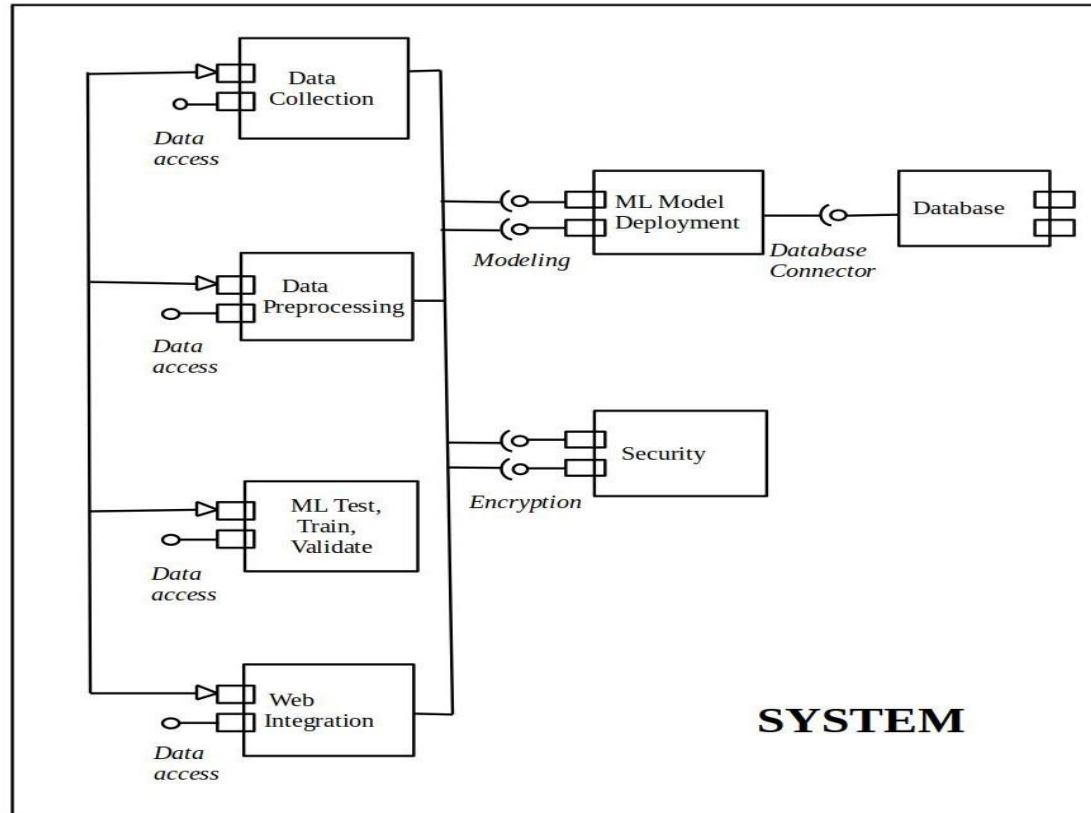 Data
Collection
Data
access
ML Model
Deployment
Database
Modeling
Database
Connector
Data
Preprocessing
Data
access
Security
Encryption
ML Test,
Train,
Validate
Data
access
Web
Integration
Data
access
SYSTEM